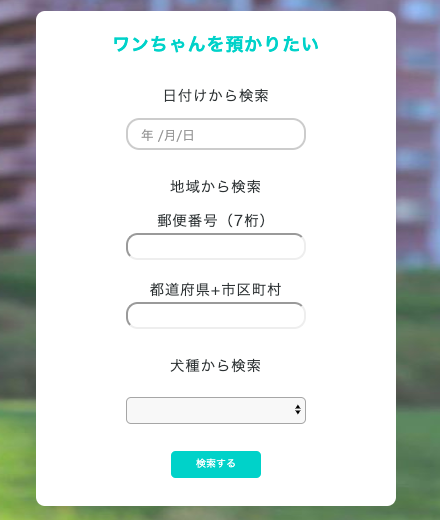 ワンちゃんを預かりたい
日付けから検索
年 /月/日
地域から検索
郵便番号（7桁）
都道府県+市区町村
犬種から検索
検索する